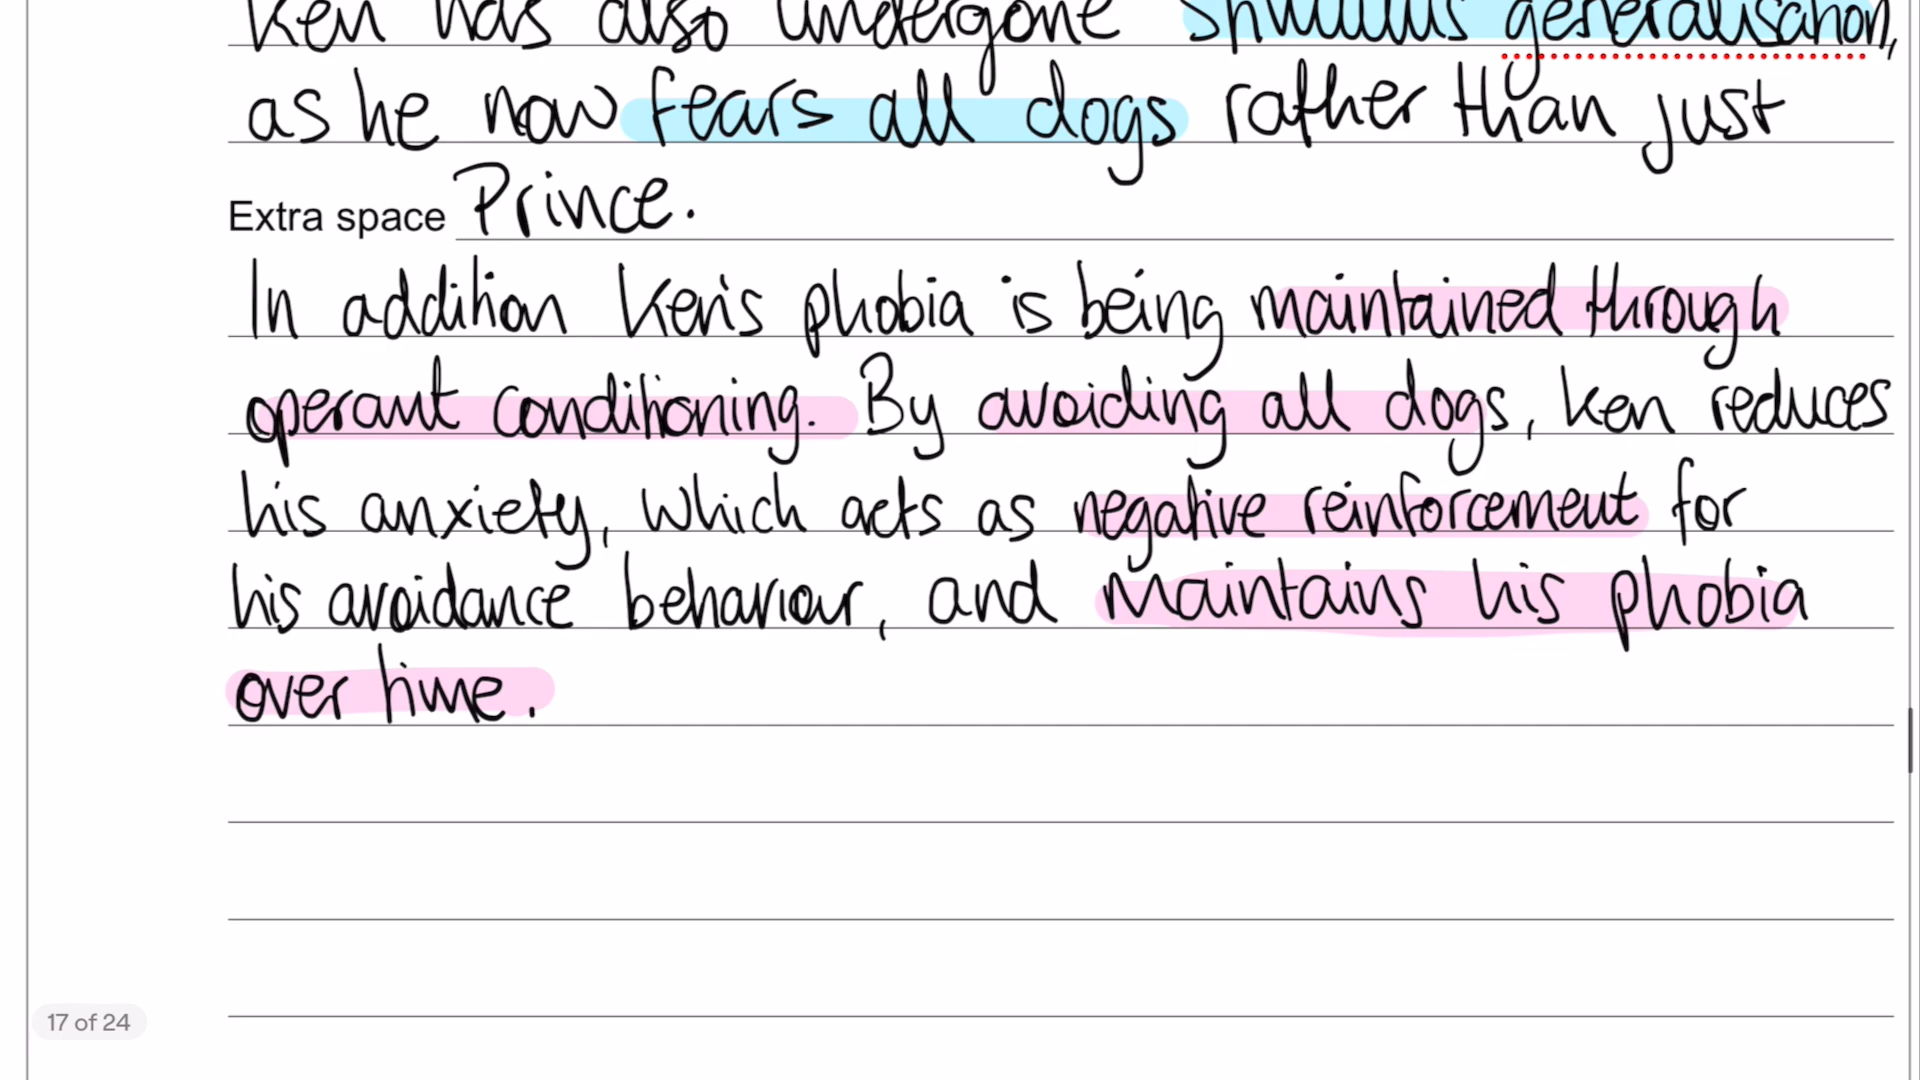 Ken has also undergone stimulus generalisation,
as he now fears all dogs rather than just
Extra space Prince.
In addition Ken's phobia is being maintained through
operant conditioning. By avoiding all dogs, Ken reduces
his anxiety, which acts as negative reinforcement for
his avoidance behaviour, and maintains his phobia
over time.
17 of 24